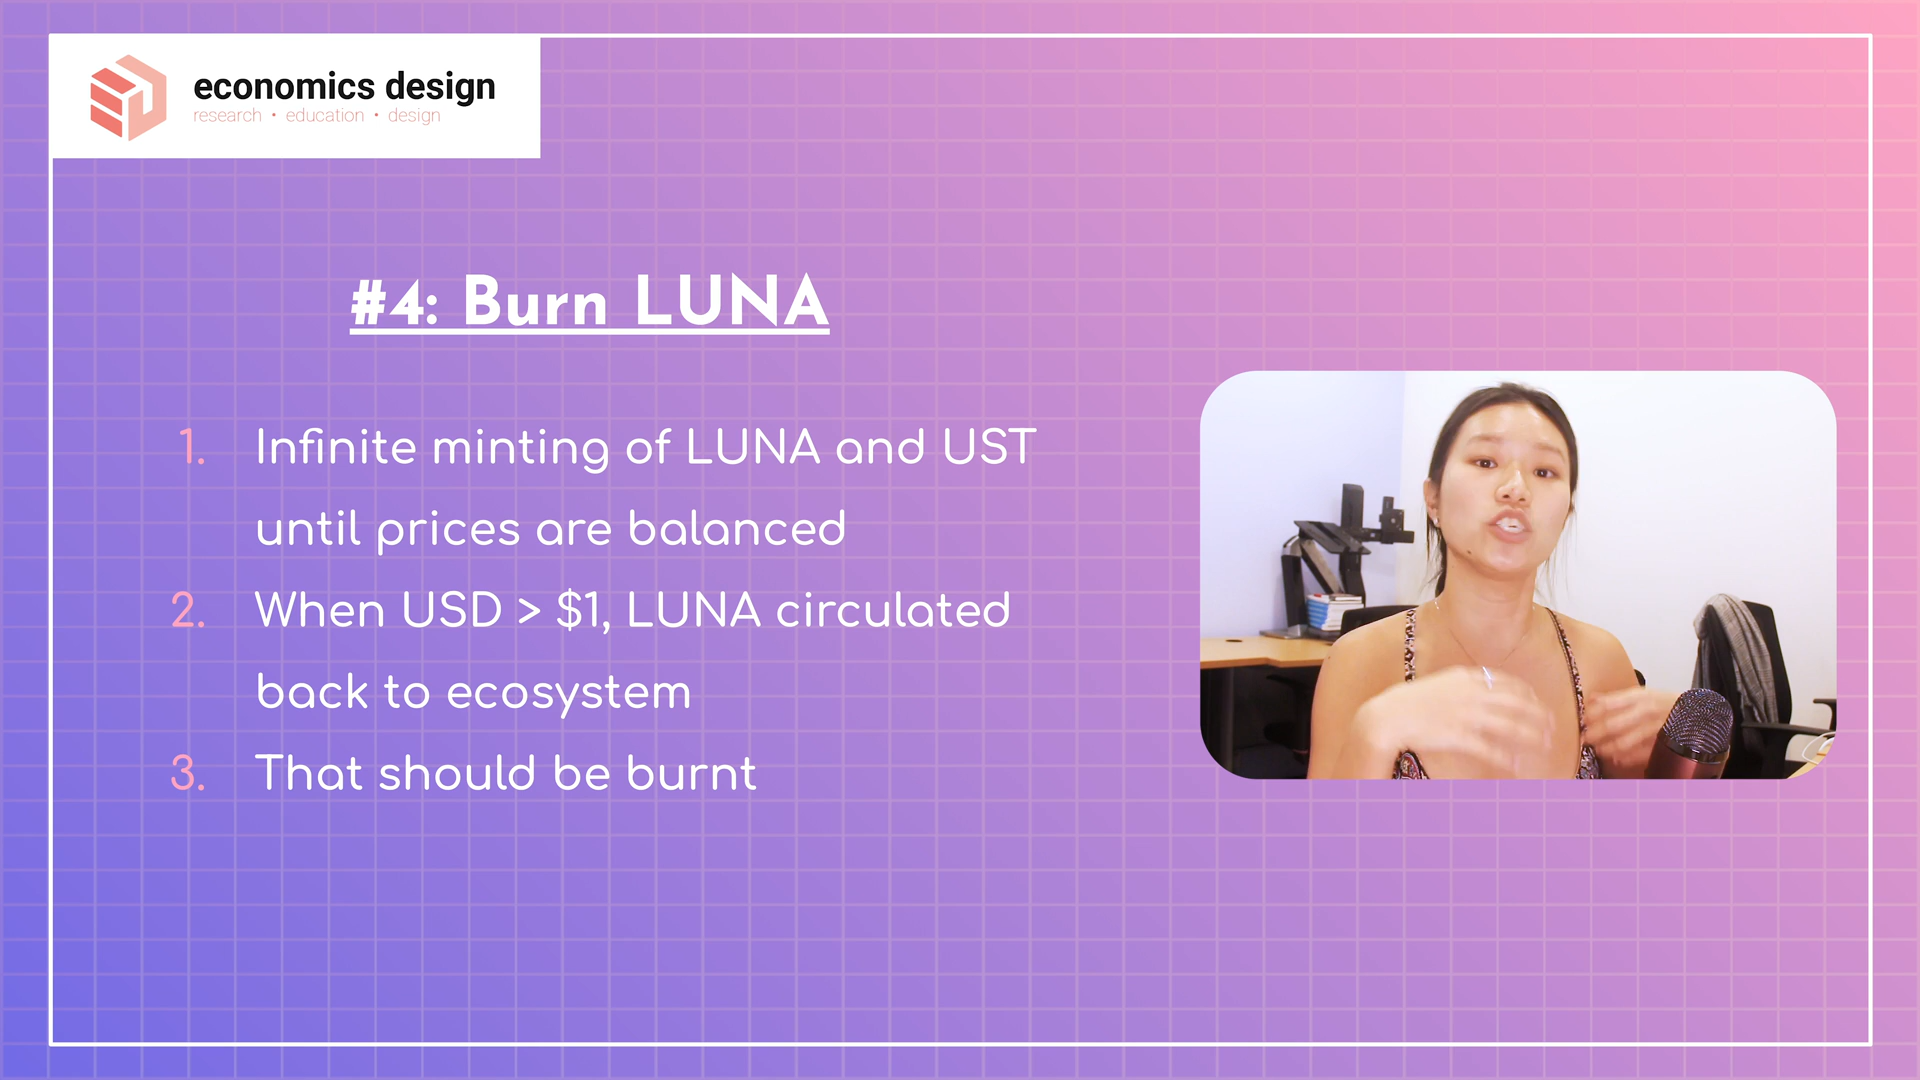 economics design
research • education • design
#4: Burn LUNA
1. Infinite minting of LUNA and UST
until prices are balanced
2. When USD > $1, LUNA circulated
back to ecosystem
3. That should be burnt